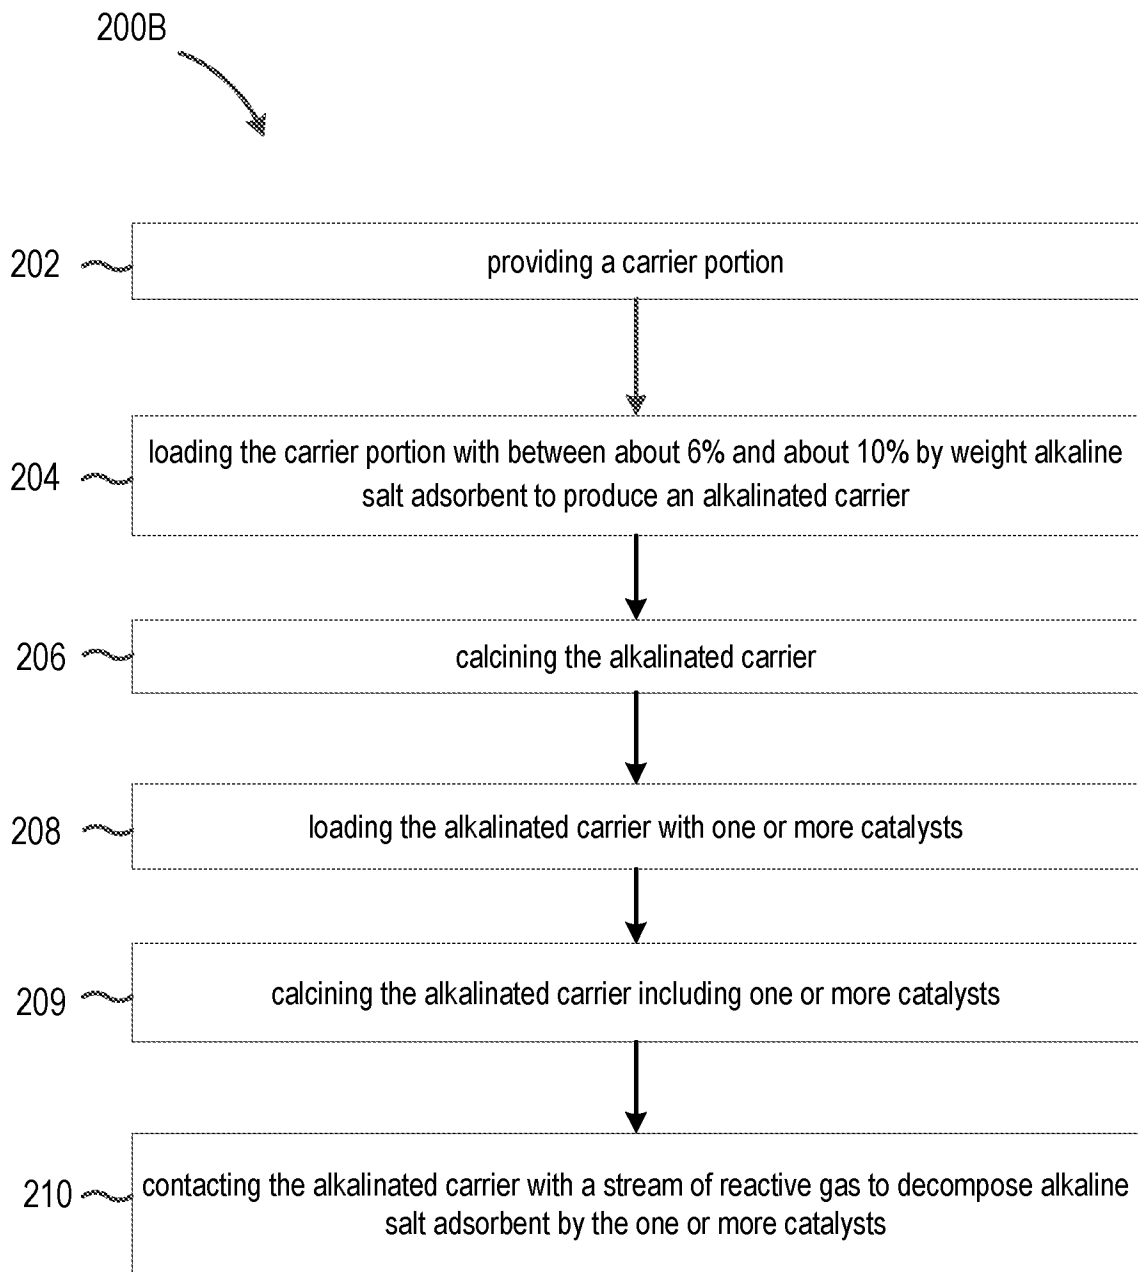 200B
202
providing a carrier portion
204
loading the carrier portion with between about 6% and about 10% by weight alkaline
salt adsorbent to produce an alkalinated carrier
206
calcining the alkalinated carrier
208
loading the alkalinated carrier with one or more catalysts
209
calcining the alkalinated carrier including one or more catalysts
210
contacting the alkalinated carrier with a stream of reactive gas to decompose alkaline
salt adsorbent by the one or more catalysts